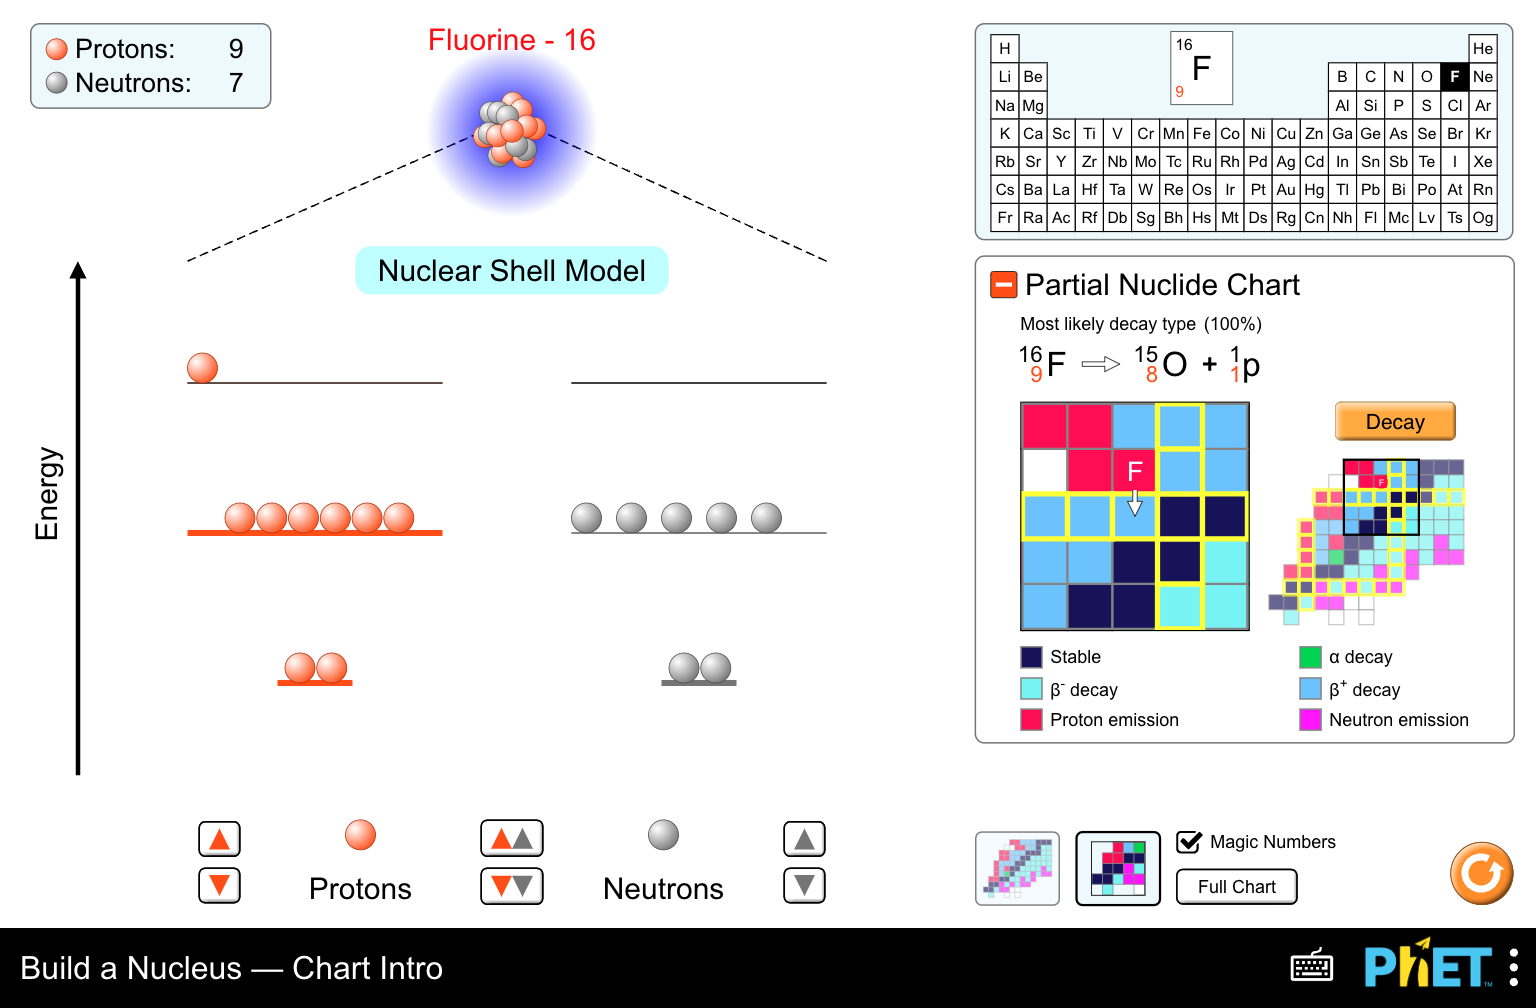 Protons: 9
Neutrons: 7
Fluorine - 16
Nuclear Shell Model
Energy
Protons
Neutrons
16
F
9
H He
Li Be B C N O F Ne
Na Mg Al Si P S Cl Ar
K Ca Sc Ti V Cr Mn Fe Co Ni Cu Zn Ga Ge As Se Br Kr
Rb Sr Y Zr Nb Mo Tc Ru Rh Pd Ag Cd In Sn Sb Te I Xe
Cs Ba La Hf Ta W Re Os Ir Pt Au Hg Tl Pb Bi Po At Rn
Fr Ra Ac Rf Db Sg Bh Hs Mt Ds Rg Cn Nh Fl Mc Lv Ts Og
Partial Nuclide Chart
Most likely decay type (100%)
16 9 F ⇨ 15 8 O + 1 1 p
F
Decay
F
Stable
α decay
β- decay
β+ decay
Proton emission
Neutron emission
Magic Numbers
Full Chart
Build a Nucleus — Chart Intro
PhET™